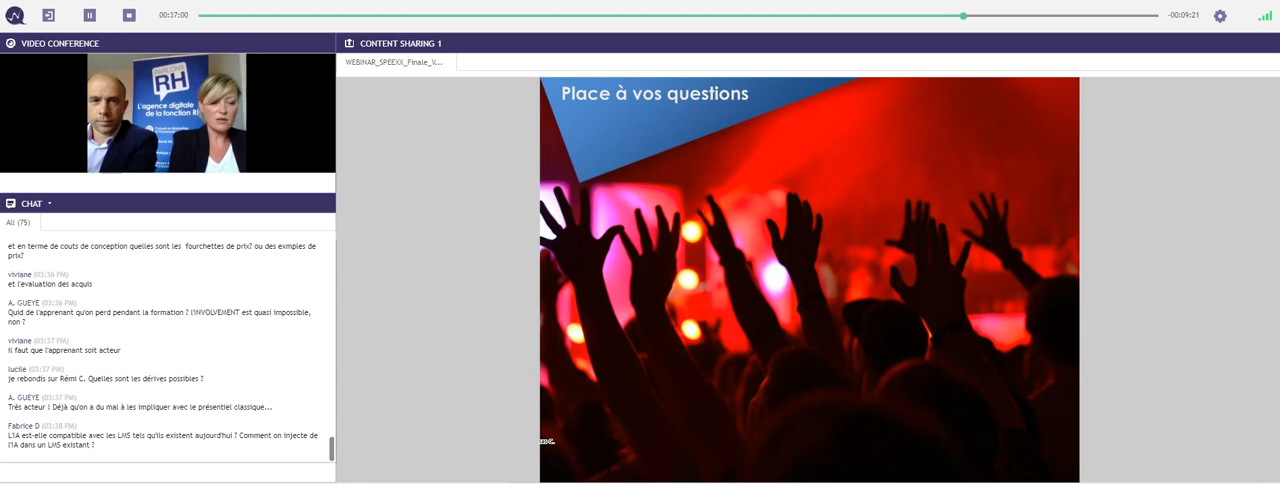 00:37:00
-00:09:21
VIDEO CONFERENCE
CONTENT SHARING 1
WEBINAR_SPEEXX_Finale_V...
PARLONS
RH
L'agence digitale
de la fonction RH
Place à vos questions
CHAT
All (75)
et en terme de couts de conception quelles sont les fourchettes de prix? ou des exmples de
prix?
viviane (03:36 PM)
et l'evaluation des acquis
A. GUEYE (03:36 PM)
Quid de l'apprenant qu'on perd pendant la formation ? l'INVOLVEMENT est quasi impossible,
non ?
viviane (03:37 PM)
il faut que l'apprenant soit acteur
lucile (03:37 PM)
je rebondis sur Rémi C. Quelles sont les dérives possibles ?
A. GUEYE (03:37 PM)
Très acteur ! Déjà qu'on a du mal à les impliquer avec le présentiel classique...
Fabrice D (03:38 PM)
L'IA est-elle compatible avec les LMS tels qu'ils existent aujourd'hui ? Comment on injecte de
l'IA dans un LMS existant ?